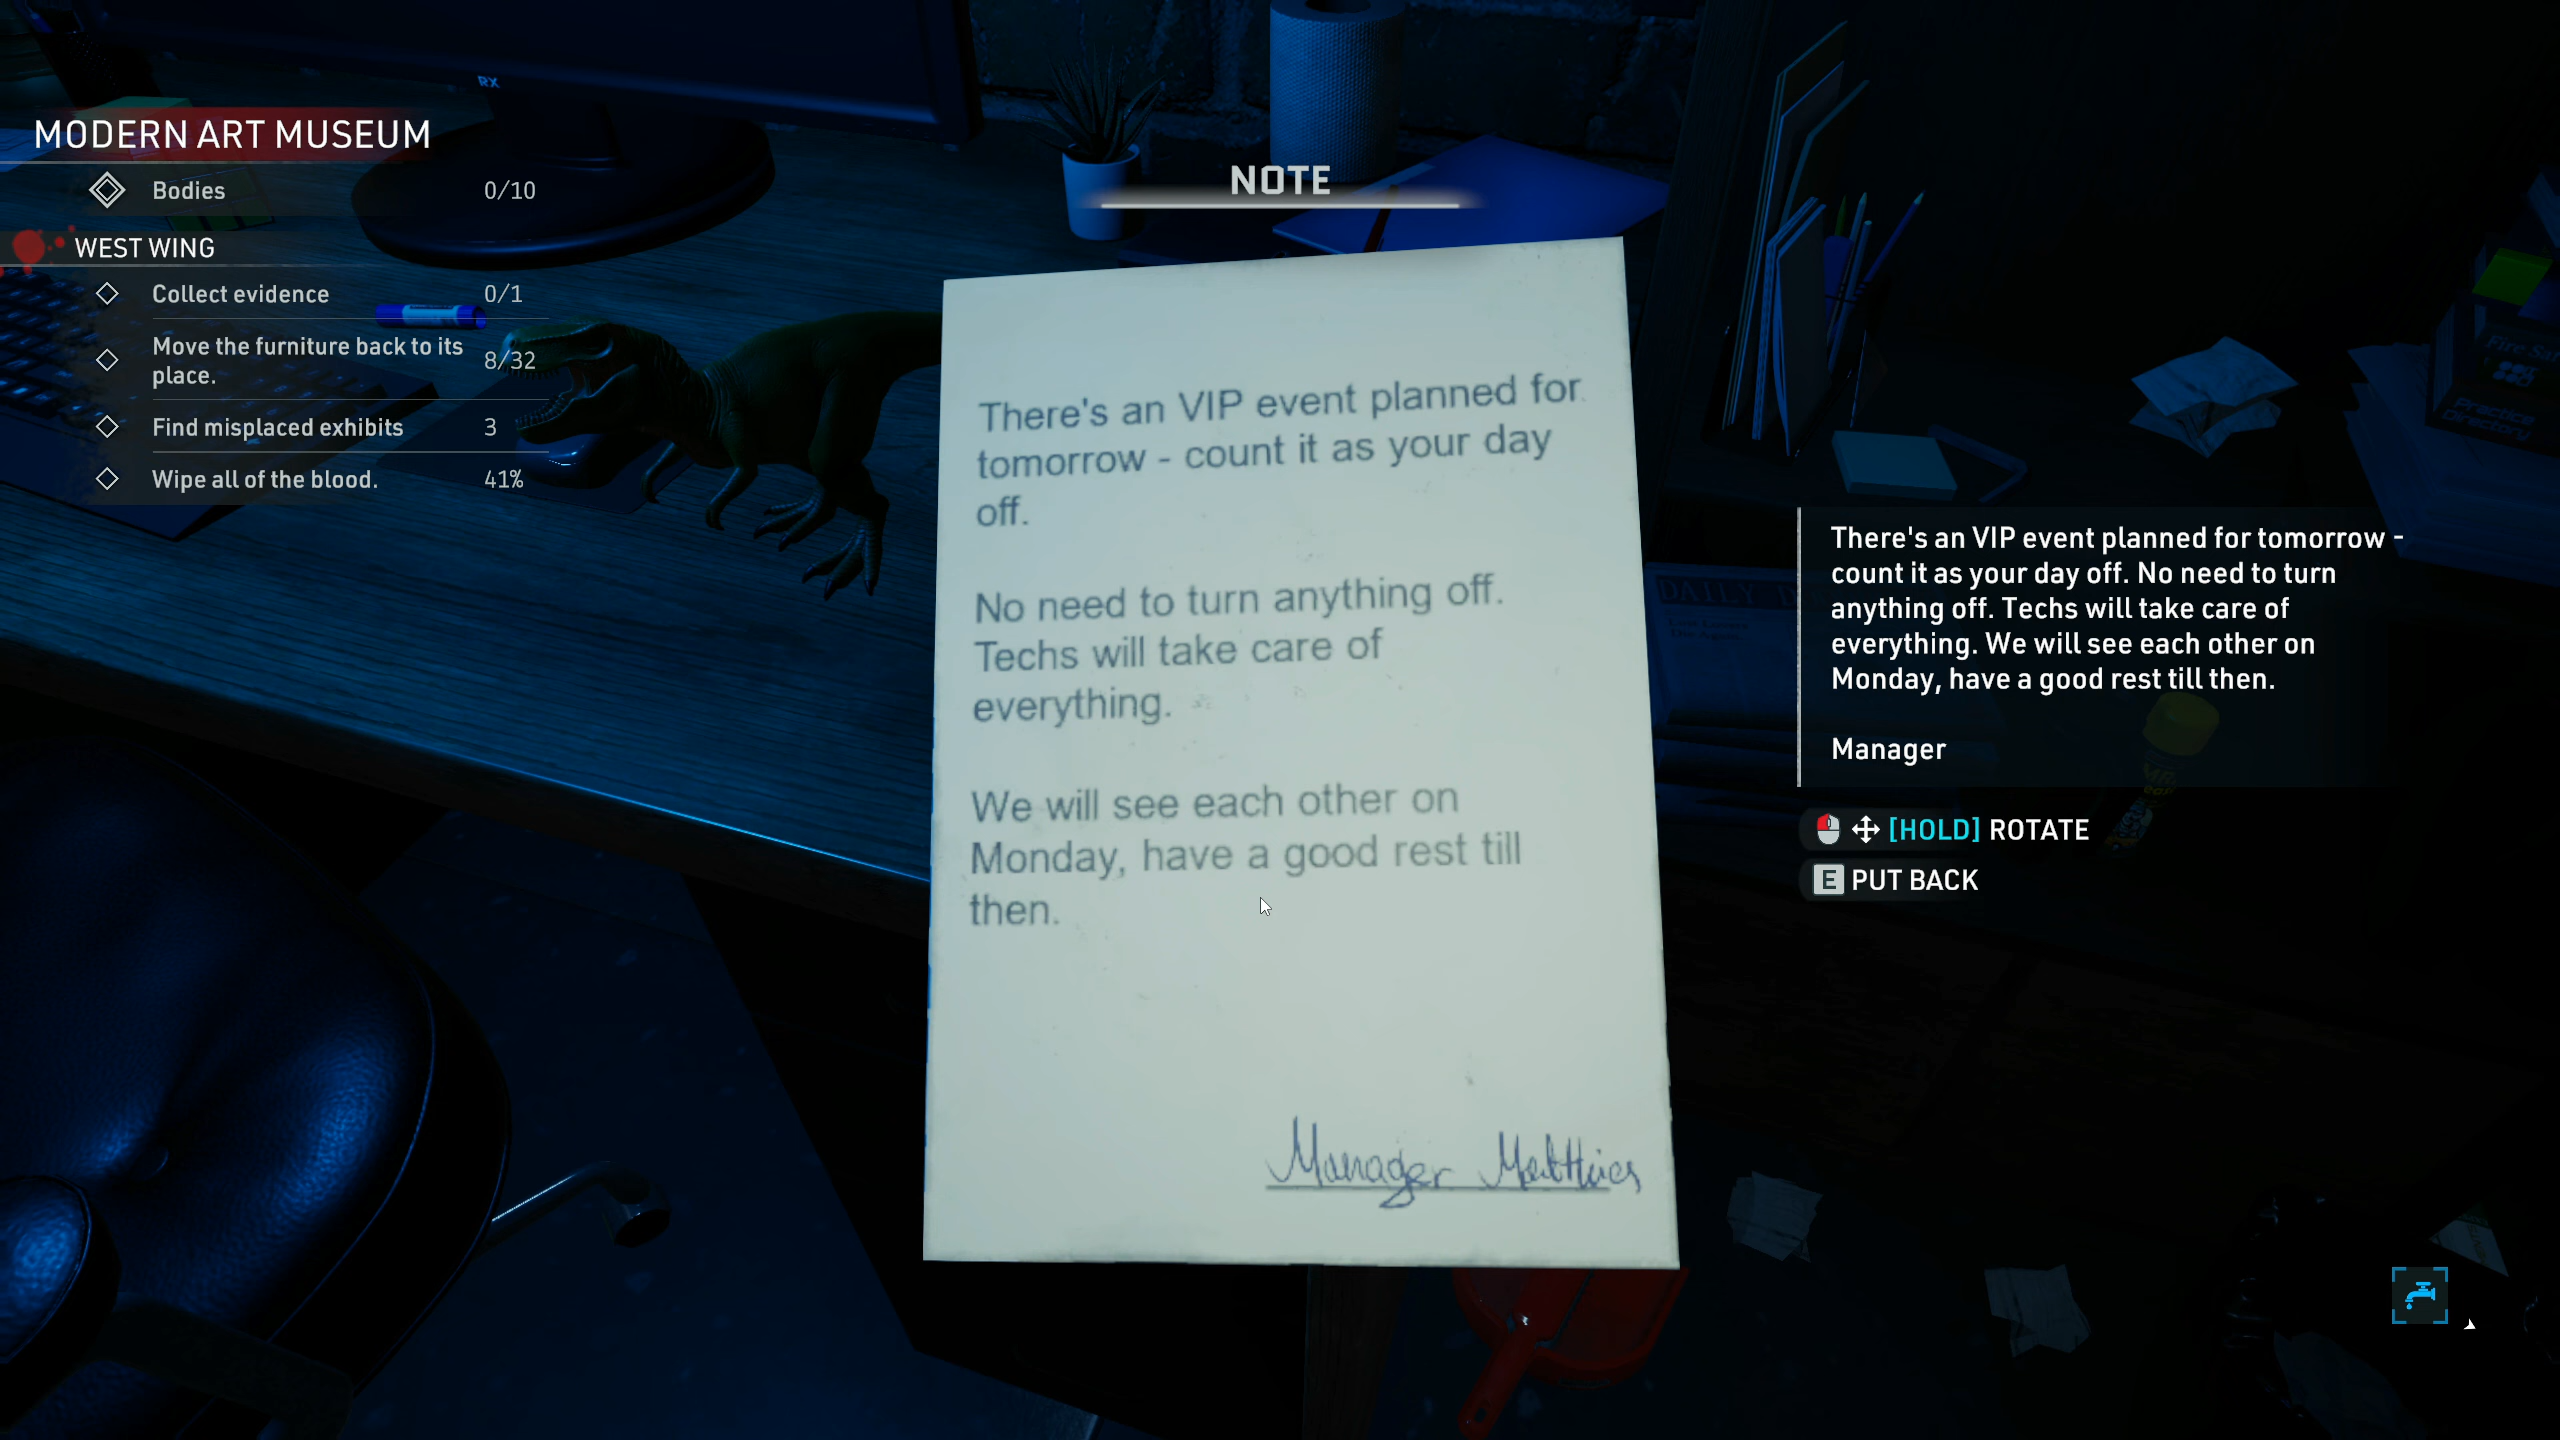 RX
MODERN ART MUSEUM
Bodies 0/10
WEST WING
Collect evidence 0/1
Move the furniture back to its
place. 8/32
Find misplaced exhibits 3
Wipe all of the blood. 41%
NOTE
There's an VIP event planned for
tomorrow - count it as your day
off.
No need to turn anything off.
Techs will take care of
everything.
We will see each other on
Monday, have a good rest till
then.
Manager
There's an VIP event planned for tomorrow -
count it as your day off. No need to turn
anything off. Techs will take care of
everything. We will see each other on
Monday, have a good rest till then.
Manager
[HOLD] ROTATE
E PUT BACK
Practice
Directory
DAILY